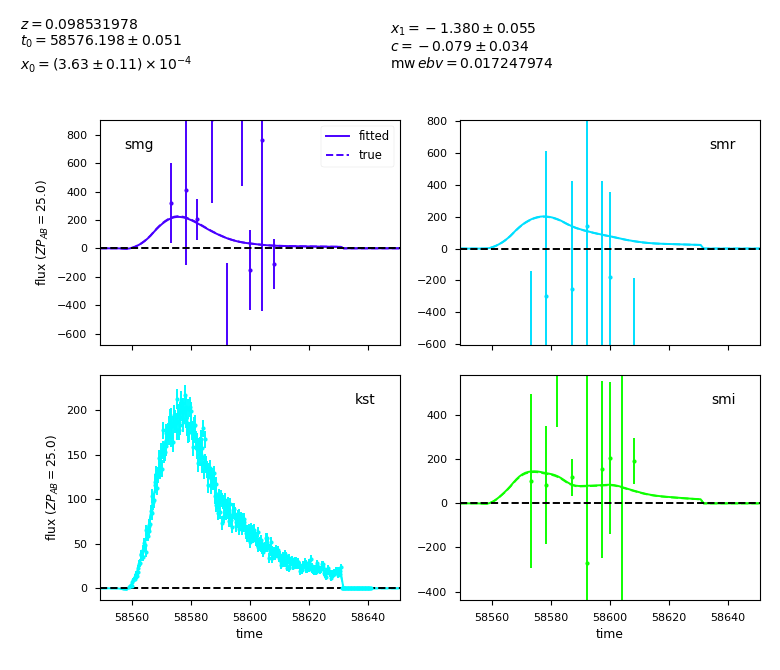 z = 0.098531978
t₀ = 58576.198 ± 0.051
x₀ = (3.63 ± 0.11) × 10⁻⁴
x₁ = −1.380 ± 0.055
c = −0.079 ± 0.034
mw ebv = 0.017247974
smg
fitted
true
800
600
400
200
0
−200
−400
−600
flux (ZP_AB = 25.0)
smr
800
600
400
200
0
−200
−400
−600
kst
200
150
100
50
0
flux (ZP_AB = 25.0)
58560 58580 58600 58620 58640
time
smi
400
200
0
−200
−400
58560 58580 58600 58620 58640
time